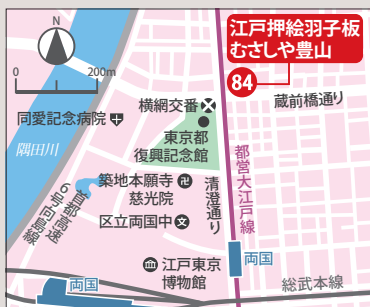 江戸押絵羽子板
むさしや豊山
84
N
0
200m
蔵前橋通り
横網交番
同愛記念病院
東京都
復興記念館
隅田川
築地本願寺
慈光院
卍
清澄通り
都営大江戸線
首都高速
6号向島線
区立両国中
文
江戸東京
博物館
両国
総武本線
両国